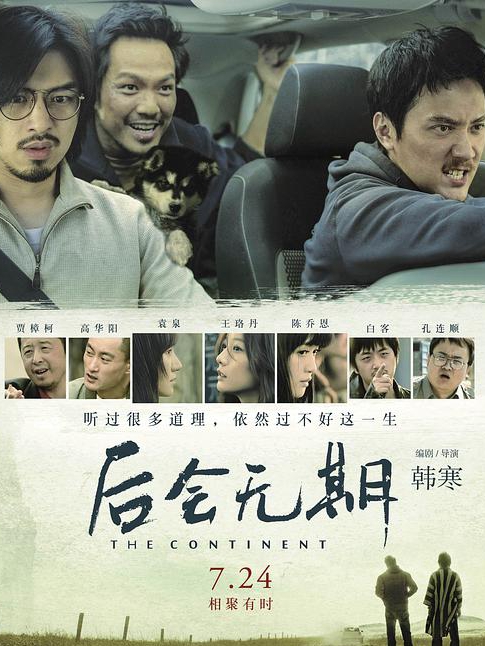 贾樟柯 高华阳 袁泉 王珞丹 陈乔恩 白客 孔连顺
听过很多道理，依然过不好这一生
后会无期
编剧/导演
韩寒
THE CONTINENT
7.24
相聚有时